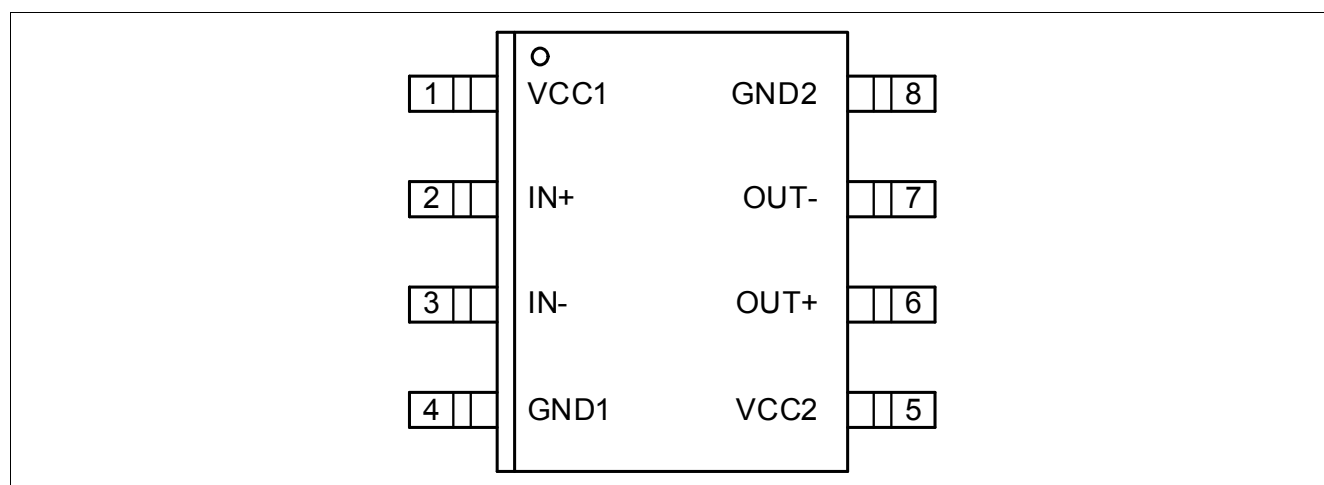 1 VCC1 GND2 8
2 IN+ OUT- 7
3 IN- OUT+ 6
4 GND1 VCC2 5